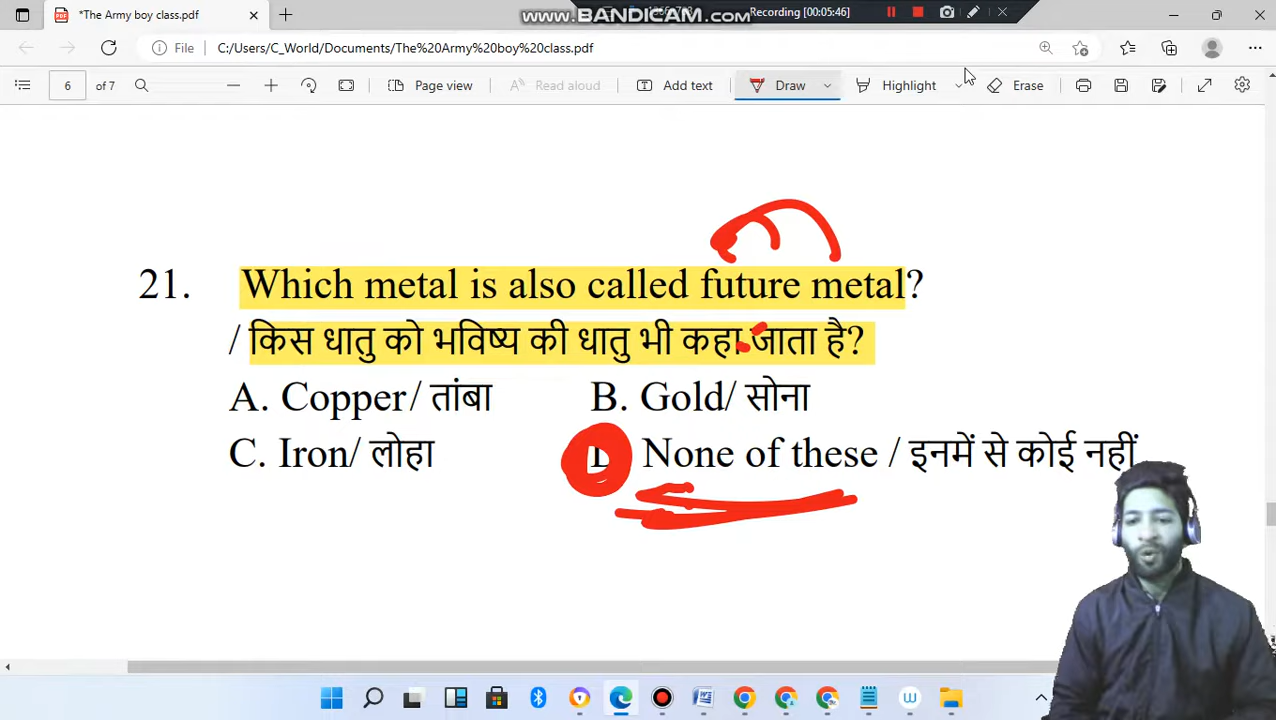 *The Army boy class.pdf
www.BANDICAM.com
Recording [00:05:46]
File C:/Users/C_World/Documents/The%20Army%20boy%20class.pdf
6 of 7 Page view Read aloud Add text Draw Highlight Erase
21. Which metal is also called future metal?
/ किस धातु को भविष्य की धातु भी कहा जाता है?
A. Copper/ तांबा B. Gold/ सोना
C. Iron/ लोहा None of these / इनमें से कोई नहीं